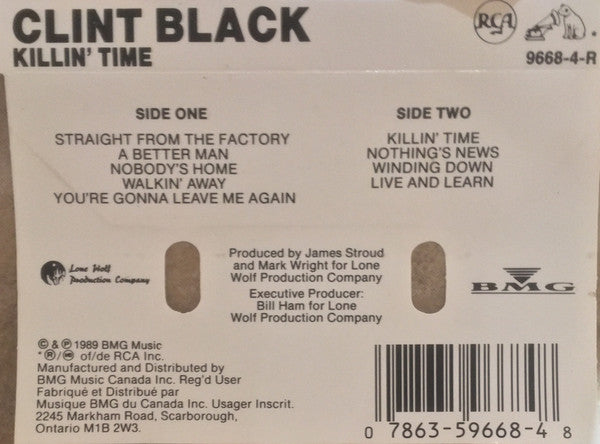 CLINT BLACK
KILLIN' TIME
RCA
9668-4-R
SIDE ONE
STRAIGHT FROM THE FACTORY
A BETTER MAN
NOBODY'S HOME
WALKIN' AWAY
YOU'RE GONNA LEAVE ME AGAIN
SIDE TWO
KILLIN' TIME
NOTHING'S NEWS
WINDING DOWN
LIVE AND LEARN
Lone Wolf
Production Company
Produced by James Stroud
and Mark Wright for Lone
Wolf Production Company
Executive Producer:
Bill Ham for Lone
Wolf Production Company
BMG
© & ℗ 1989 BMG Music
*®/ of/de RCA Inc.
Manufactured and Distributed by
BMG Music Canada Inc. Reg'd User
Fabriqué et Distribué par
Musique BMG du Canada Inc. Usager Inscrit.
2245 Markham Road, Scarborough,
Ontario M1B 2W3.
0 7863-59668-4 8